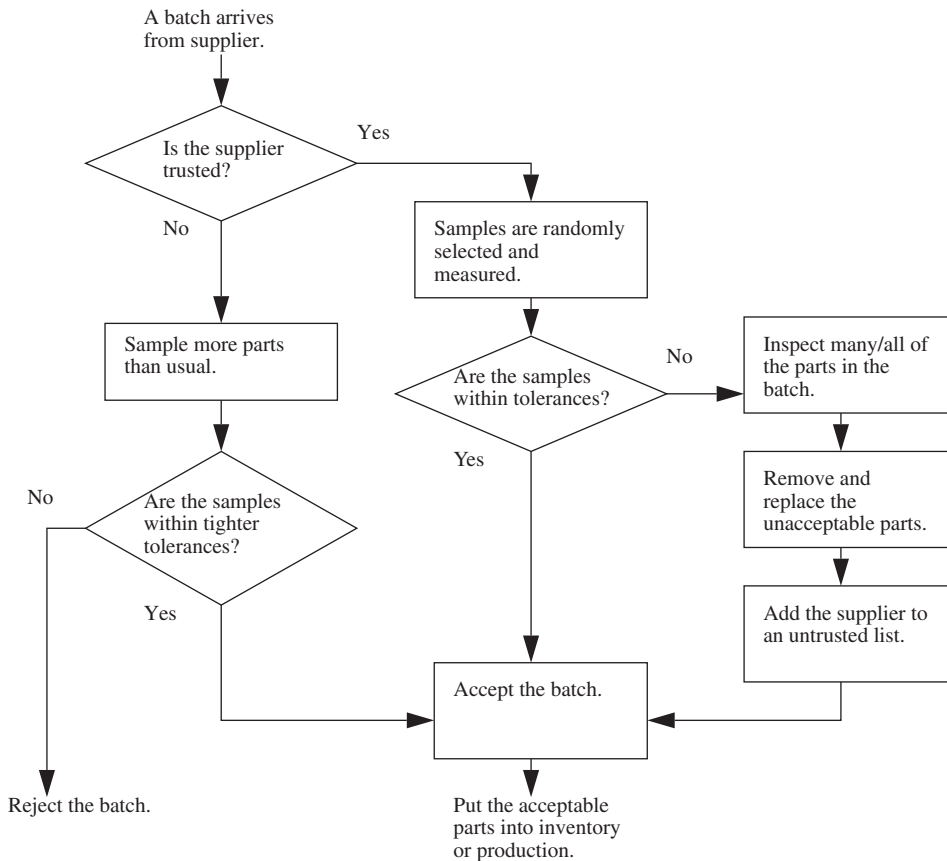 A batch arrives
from supplier.
Yes
Is the supplier
trusted?
No
Samples are randomly
selected and
measured.
Sample more parts
than usual.
Are the samples
within tolerances?
No
Inspect many/all of
the parts in the
batch.
Yes
Remove and
replace the
unacceptable parts.
No
Are the samples
within tighter
tolerances?
Yes
Add the supplier to
an untrusted list.
Accept the batch.
Reject the batch.
Put the acceptable
parts into inventory
or production.